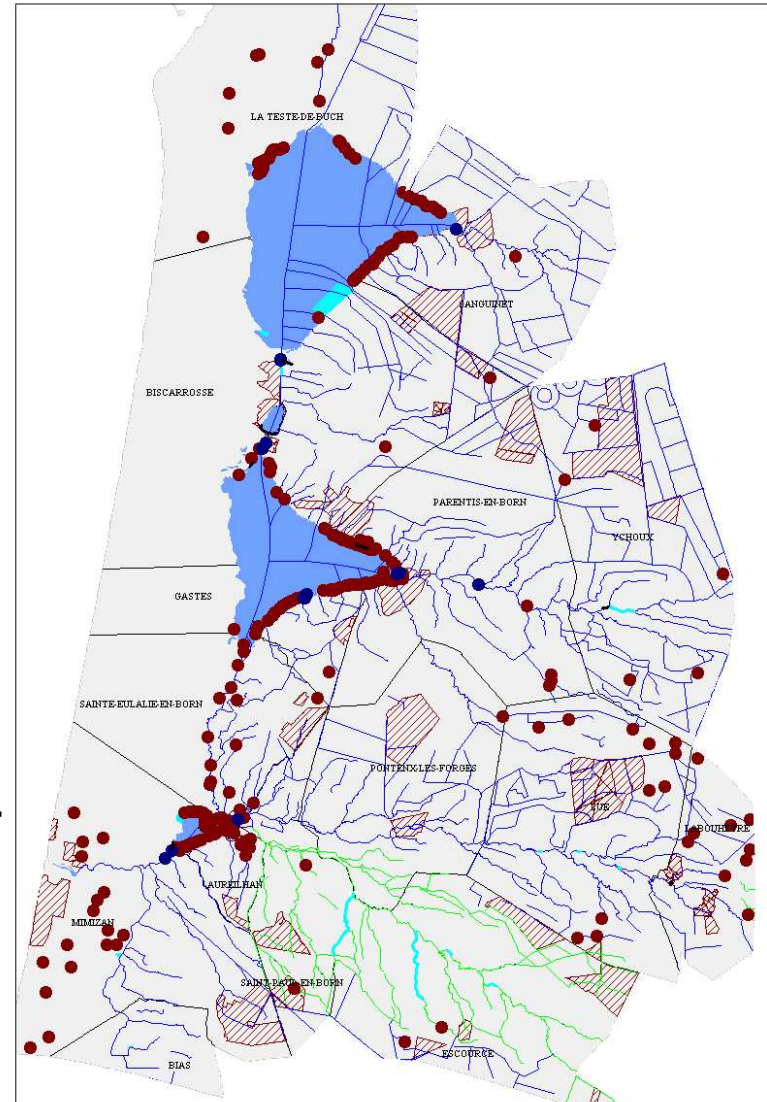 LA TESTE-DE-BUCH
SANGUINET
BISCARROSSE
PARENTIS-EN-BORN
YCHOUX
GASTES
SAINTE-EULALIE-EN-BORN
PONTENX-LES-FORGES
LUE
LABOUHEYRE
AUREILHAN
MIMIZAN
SAINT-PAUL-EN-BORN
ESCOURCE
BIAS